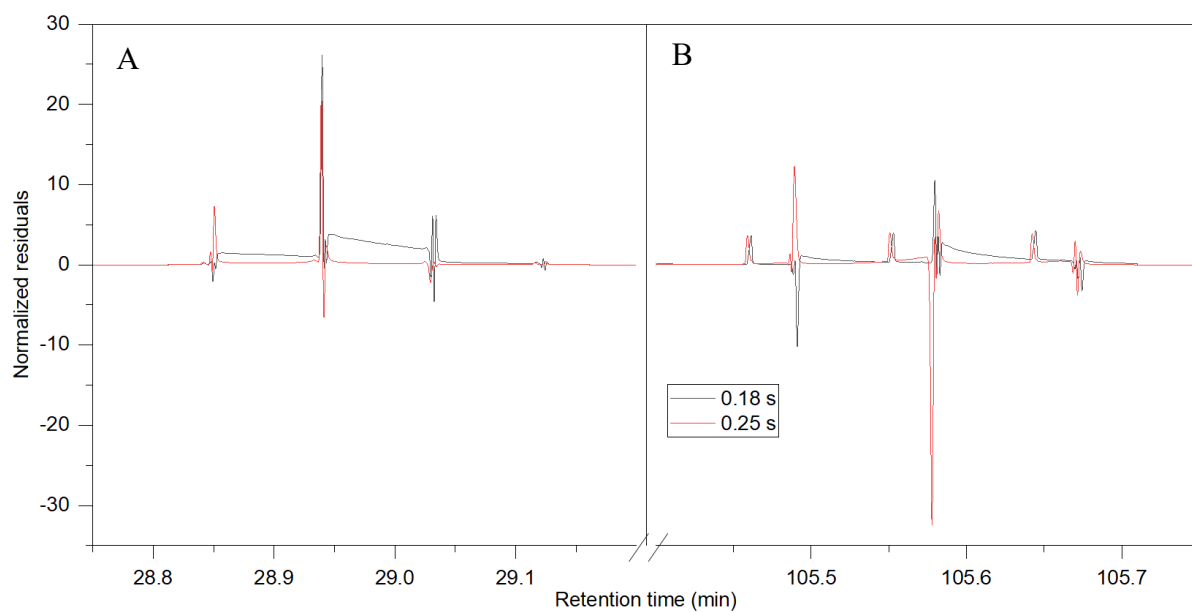 A
B
Normalized residuals
30
20
10
0
-10
-20
-30
0.18 s
0.25 s
28.8 28.9 29.0 29.1 105.5 105.6 105.7
Retention time (min)